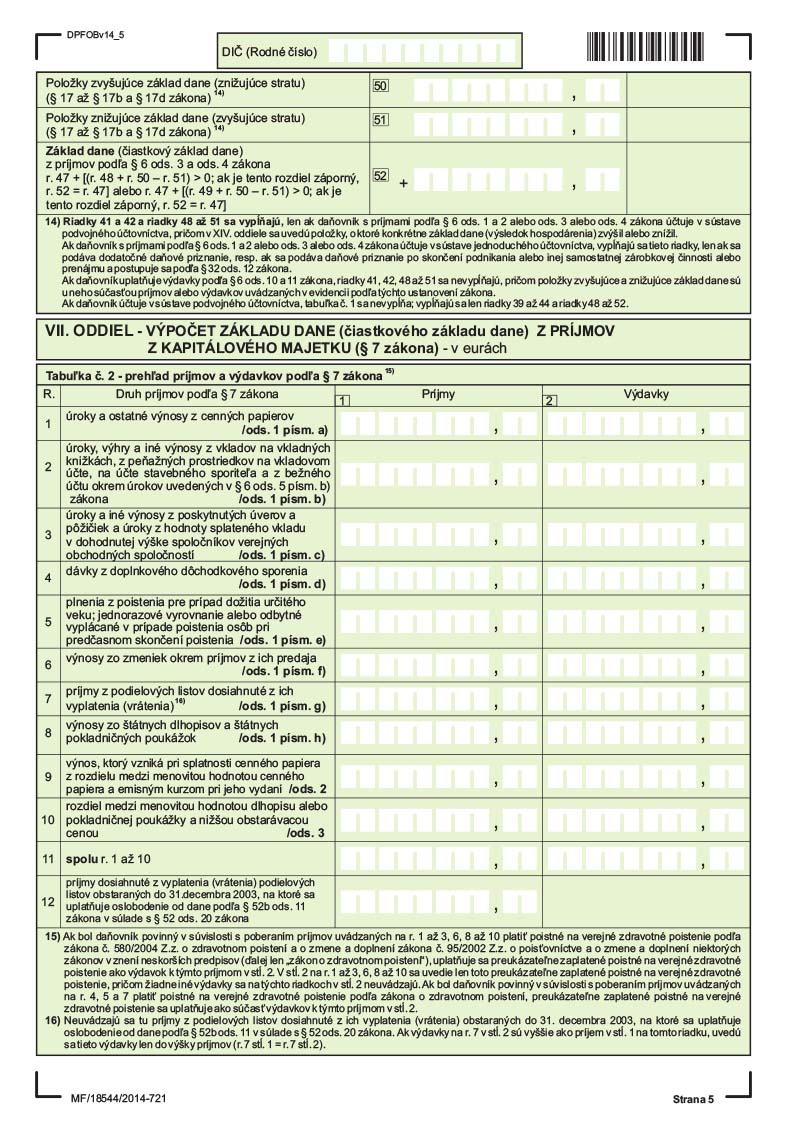 DPFOBv14_5
DIČ (Rodné číslo)
Položky zvyšujúce základ dane (znižujúce stratu)
(§ 17 až § 17b a § 17d zákona) 14)
50
,
Položky znižujúce základ dane (zvyšujúce stratu)
(§ 17 až § 17b a § 17d zákona) 14)
51
,
Základ dane (čiastkový základ dane)
z príjmov podľa § 6 ods. 3 a ods. 4 zákona
r. 47 + [(r. 48 + r. 50 – r. 51) > 0; ak je tento rozdiel záporný,
r. 52 = r. 47] alebo r. 47 + [(r. 49 + r. 50 – r. 51) > 0; ak je
tento rozdiel záporný, r. 52 = r. 47]
52
+
,
14) Riadky 41 a 42 a riadky 48 až 51 sa vypĺňajú, len ak daňovník s príjmami podľa § 6 ods. 1 a 2 alebo ods. 3 alebo ods. 4 zákona účtuje v sústave
podvojného účtovníctva, pričom v XIV. oddiele sa uvedú položky, o ktoré konkrétne základ dane (výsledok hospodárenia) zvýšil alebo znížil.
Ak daňovník s príjmami podľa § 6 ods. 1 a 2 alebo ods. 3 alebo ods. 4 zákona účtuje v sústave jednoduchého účtovníctva, vypĺňajú sa tieto riadky, len ak sa
podáva dodatočné daňové priznanie, resp. ak sa podáva daňové priznanie po skončení podnikania alebo inej samostatnej zárobkovej činnosti alebo
prenájmu a postupuje sa podľa § 32 ods. 12 zákona.
Ak daňovník uplatňuje výdavky podľa § 6 ods. 10 a 11 zákona, riadky 41, 42, 48 až 51 sa nevypĺňajú, pričom položky zvyšujúce a znižujúce základ dane sú
u neho súčasťou príjmov alebo výdavkov uvádzaných v evidencii podľa týchto ustanovení zákona.
Ak daňovník účtuje v sústave podvojného účtovníctva, tabuľka č. 1 sa nevypĺňa; vypĺňajú sa len riadky 39 až 44 a riadky 48 až 52.
VII. ODDIEL - VÝPOČET ZÁKLADU DANE (čiastkového základu dane) Z PRÍJMOV
Z KAPITÁLOVÉHO MAJETKU (§ 7 zákona) - v eurách
Tabuľka č. 2 - prehľad príjmov a výdavkov podľa § 7 zákona 15)
R.
Druh príjmov podľa § 7 zákona
1
Príjmy
2
Výdavky
1
úroky a ostatné výnosy z cenných papierov
/ods. 1 písm. a)
,
,
2
úroky, výhry a iné výnosy z vkladov na vkladných
knižkách, z peňažných prostriedkov na vkladovom
účte, na účte stavebného sporiteľa a z bežného
účtu okrem úrokov uvedených v § 6 ods. 5 písm. b)
zákona /ods. 1 písm. b)
,
,
3
úroky a iné výnosy z poskytnutých úverov a
pôžičiek a úroky z hodnoty splateného vkladu
v dohodnutej výške spoločníkov verejných
obchodných spoločností /ods. 1 písm. c)
,
,
4
dávky z doplnkového dôchodkového sporenia
/ods. 1 písm. d)
,
,
5
plnenia z poistenia pre prípad dožitia určitého
veku; jednorazové vyrovnanie alebo odbytné
vyplácané v prípade poistenia osôb pri
predčasnom skončení poistenia /ods. 1 písm. e)
,
,
6
výnosy zo zmeniek okrem príjmov z ich predaja
/ods. 1 písm. f)
,
,
7
príjmy z podielových listov dosiahnuté z ich
vyplatenia (vrátenia)16) /ods. 1 písm. g)
,
,
8
výnosy zo štátnych dlhopisov a štátnych
pokladničných poukážok /ods. 1 písm. h)
,
,
9
výnos, ktorý vzniká pri splatnosti cenného papiera
z rozdielu medzi menovitou hodnotou cenného
papiera a emisným kurzom pri jeho vydaní /ods. 2
,
,
10
rozdiel medzi menovitou hodnotou dlhopisu alebo
pokladničnej poukážky a nižšou obstarávacou
cenou /ods. 3
,
,
11
spolu r. 1 až 10
,
,
12
príjmy dosiahnuté z vyplatenia (vrátenia) podielových
listov obstaraných do 31.decembra 2003, na ktoré sa
uplatňuje oslobodenie od dane podľa § 52b ods. 11
zákona v súlade s § 52 ods. 20 zákona
,
15) Ak bol daňovník povinný v súvislosti s poberaním príjmov uvádzaných na r. 1 až 3, 6, 8 až 10 platiť poistné na verejné zdravotné poistenie podľa
zákona č. 580/2004 Z.z. o zdravotnom poistení a o zmene a doplnení zákona č. 95/2002 Z.z. o poisťovníctve a o zmene a doplnení niektorých
zákonov v znení neskorších predpisov (ďalej len „zákon o zdravotnom poistení"), uplatňuje sa preukázateľne zaplatené poistné na verejné zdravotné
poistenie ako výdavok k týmto príjmom v stĺ. 2. V stĺ. 2 na r. 1 až 3, 6, 8 až 10 sa uvedie len toto preukázateľne zaplatené poistné na verejné zdravotné
poistenie, pričom žiadne iné výdavky sa na týchto riadkoch v stĺ. 2 neuvádzajú. Ak bol daňovník povinný v súvislosti s poberaním príjmov uvádzaných
na r. 4, 5 a 7 platiť poistné na verejné zdravotné poistenie podľa zákona o zdravotnom poistení, preukázateľne zaplatené poistné na verejné
zdravotné poistenie sa uplatňuje ako súčasť výdavkov k týmto príjmom v stĺ. 2.
16) Neuvádzajú sa tu príjmy z podielových listov dosiahnuté z ich vyplatenia (vrátenia) obstaraných do 31. decembra 2003, na ktoré sa uplatňuje
oslobodenie od dane podľa § 52b ods. 11 v súlade s § 52 ods. 20 zákona. Ak výdavky na r. 7 v stĺ. 2 sú vyššie ako príjem v stĺ. 1 na tomto riadku, uvedú
sa tieto výdavky len do výšky príjmov (r. 7 stĺ. 1 = r. 7 stĺ. 2).
MF/18544/2014-721
Strana 5